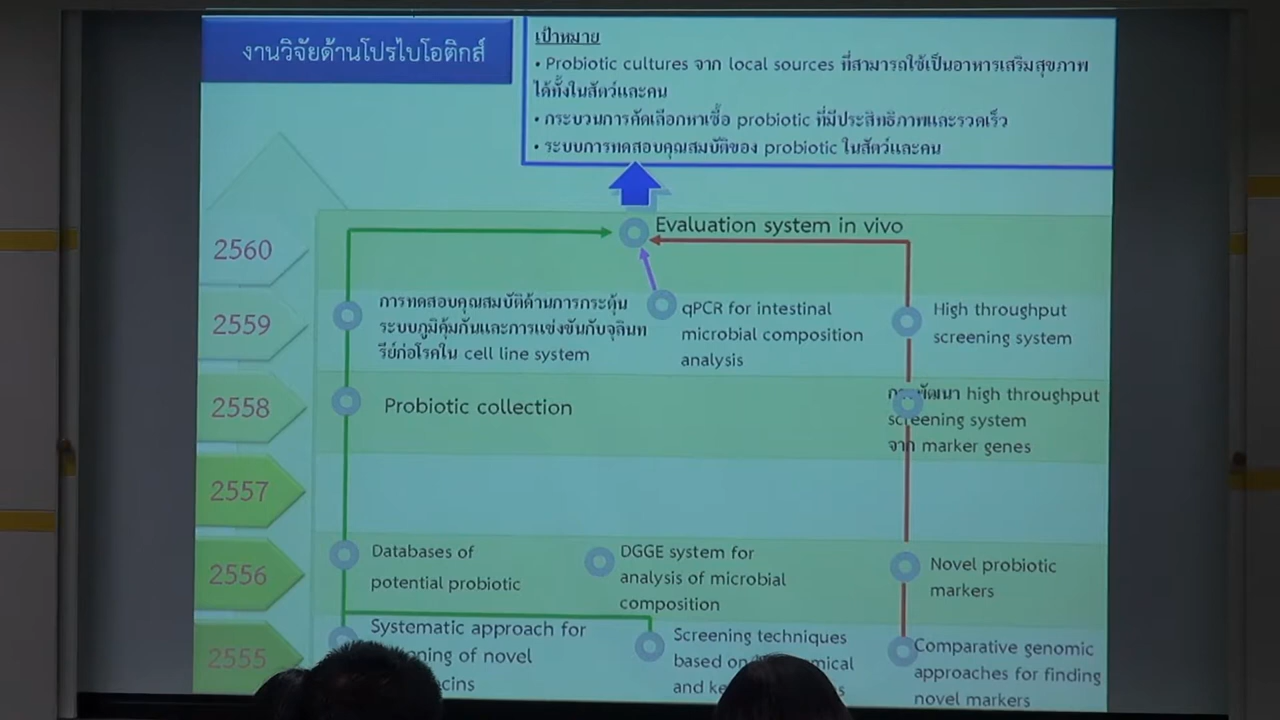 งานวิจัยด้านโปรไบโอติกส์
เป้าหมาย
• Probiotic cultures จาก local sources ที่สามารถใช้เป็นอาหารเสริมสุขภาพ
ได้ทั้งในสัตว์และคน
• กระบวนการคัดเลือกหาเชื้อ probiotic ที่มีประสิทธิภาพและรวดเร็ว
• ระบบการทดสอบคุณสมบัติของ probiotic ในสัตว์และคน
2560
Evaluation system in vivo
2559
การทดสอบคุณสมบัติด้านการกระตุ้น
ระบบภูมิคุ้มกันและการแข่งขันกับจุลินท
รีย์ก่อโรคใน cell line system
qPCR for intestinal
microbial composition
analysis
High throughput
screening system
2558
Probiotic collection
การพัฒนา high throughput
screening system
จาก marker genes
2557
2556
Databases of
potential probiotic
DGGE system for
analysis of microbial
composition
Novel probiotic
markers
2555
Systematic approach for
of novel
Screening techniques
based on
and
Comparative genomic
approaches for finding
novel markers